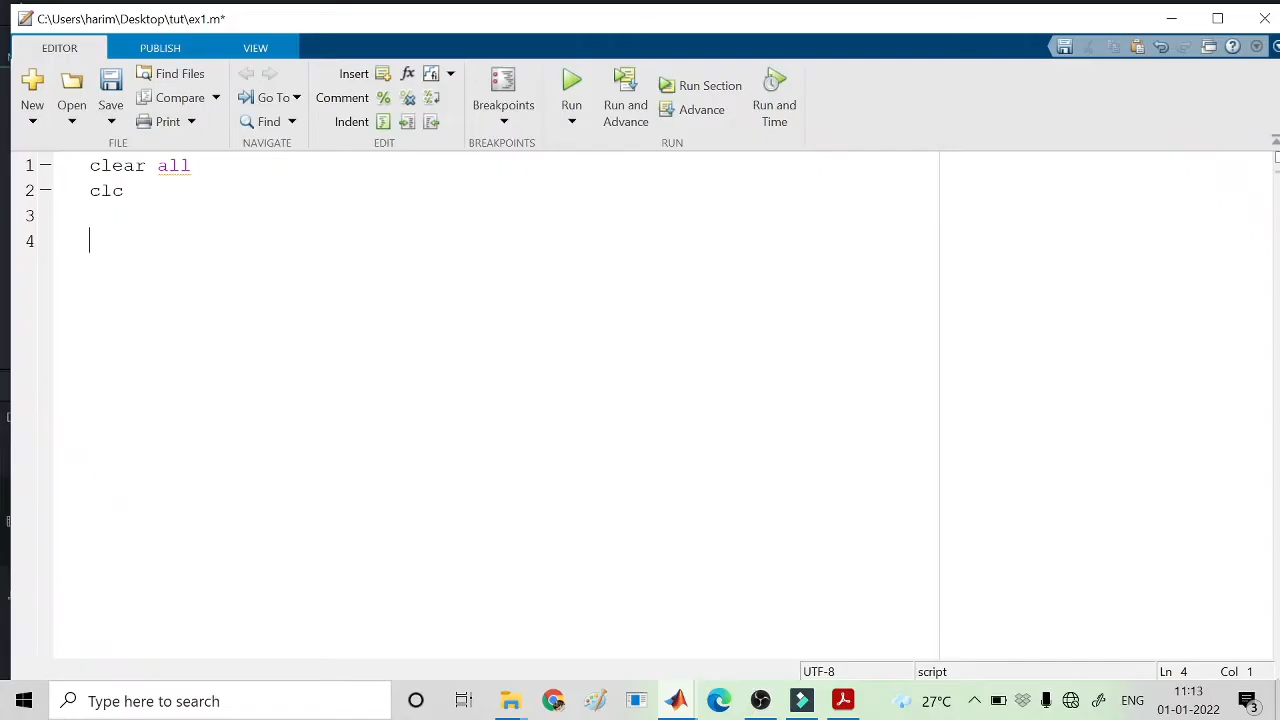 C:\Users\harim\Desktop\tut\ex1.m*
EDITOR PUBLISH VIEW
New Open Save Find Files Compare Print FILE
Go To Find NAVIGATE
Insert fx Comment Indent EDIT
Breakpoints BREAKPOINTS
Run Run and Advance Run Section Advance Run and Time RUN
1 clear all
2 clc
3
4
UTF-8 script Ln 4 Col 1
Type here to search 27°C ENG 11:13 01-01-2022 3